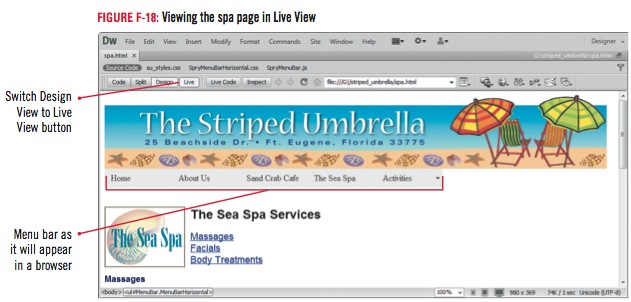 FIGURE F-18: Viewing the spa page in Live View
DW File Edit View Insert Modify Format Commands Site Window Help Designer
spa.html × G:\striped_umbrella\spa.html
Source Code su_styles.css SpryMenuBarHorizontal.css SpryMenuBar.js
Code Split Design Live Live Code Inspect file:///G|/striped_umbrella/spa.html
Switch Design
View to Live
View button
The Striped Umbrella
25 Beachside Dr. • Ft. Eugene, Florida 33775
Home About Us Sand Crab Cafe The Sea Spa Activities
The Sea Spa
The Sea Spa Services
Massages
Facials
Body Treatments
Massages
Menu bar as
it will appear
in a browser
<body> <ul#MenuBar.MenuBarHorizontal> 100% 980 x 369 74K / 1 sec Unicode (UTF-8)